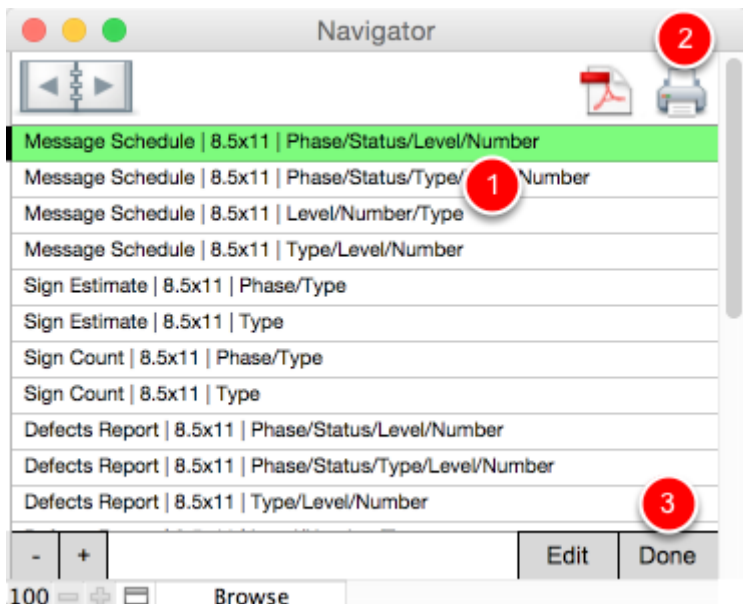 Navigator
2
Message Schedule | 8.5x11 | Phase/Status/Level/Number
Message Schedule | 8.5x11 | Phase/Status/Type/ Number
1
Message Schedule | 8.5x11 | Level/Number/Type
Message Schedule | 8.5x11 | Type/Level/Number
Sign Estimate | 8.5x11 | Phase/Type
Sign Estimate | 8.5x11 | Type
Sign Count | 8.5x11 | Phase/Type
Sign Count | 8.5x11 | Type
Defects Report | 8.5x11 | Phase/Status/Level/Number
Defects Report | 8.5x11 | Phase/Status/Type/Level/Number
Defects Report | 8.5x11 | Type/Level/Number
3
- + Edit Done
100 Browse